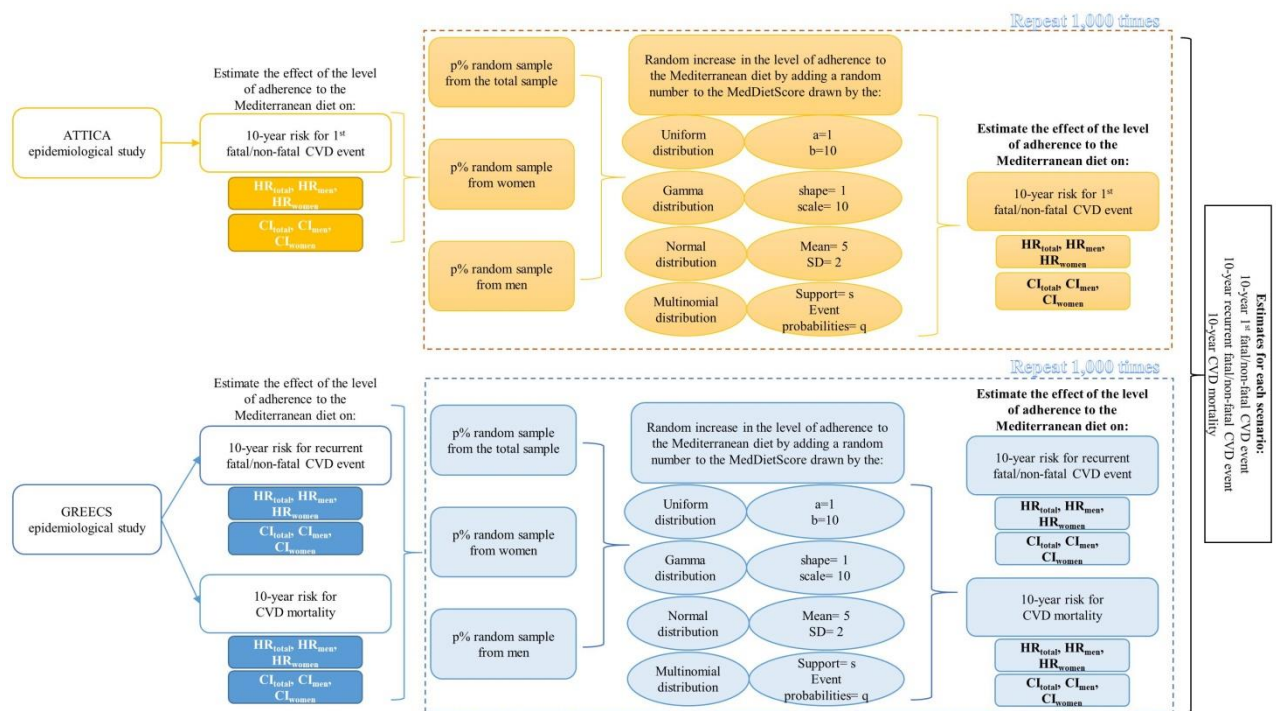 Repeat 1,000 times
Estimate the effect of the level
of adherence to the
Mediterranean diet on:
ATTICA
epidemiological study
10-year risk for 1st
fatal/non-fatal CVD event
HRtotal, HRmen,
HRwomen
CItotal, CImen,
CIwomen
p% random sample
from the total sample
p% random sample
from women
p% random sample
from men
Random increase in the level of adherence to
the Mediterranean diet by adding a random
number to the MedDietScore drawn by the:
Uniform
distribution
a=1
b=10
Gamma
distribution
shape= 1
scale= 10
Normal
distribution
Mean= 5
SD= 2
Multinomial
distribution
Support= s
Event
probabilities= q
Estimate the effect of the level
of adherence to the
Mediterranean diet on:
10-year risk for 1st
fatal/non-fatal CVD event
HRtotal, HRmen,
HRwomen
CItotal, CImen,
CIwomen
Repeat 1,000 times
Estimate the effect of the level
of adherence to the
Mediterranean diet on:
GREECS
epidemiological study
10-year risk for recurrent
fatal/non-fatal CVD event
HRtotal, HRmen,
HRwomen
CItotal, CImen,
CIwomen
10-year risk for
CVD mortality
HRtotal, HRmen,
HRwomen
CItotal, CImen,
CIwomen
p% random sample
from the total sample
p% random sample
from women
p% random sample
from men
Random increase in the level of adherence to
the Mediterranean diet by adding a random
number to the MedDietScore drawn by the:
Uniform
distribution
a=1
b=10
Gamma
distribution
shape= 1
scale= 10
Normal
distribution
Mean= 5
SD= 2
Multinomial
distribution
Support= s
Event
probabilities= q
Estimate the effect of the level
of adherence to the
Mediterranean diet on:
10-year risk for recurrent
fatal/non-fatal CVD event
HRtotal, HRmen,
HRwomen
CItotal, CImen,
CIwomen
10-year risk for
CVD mortality
HRtotal, HRmen,
HRwomen
CItotal, CImen,
CIwomen
Estimates for each scenario:
10-year 1st fatal/non-fatal CVD event
10-year recurrent fatal/non-fatal CVD event
10-year CVD mortality